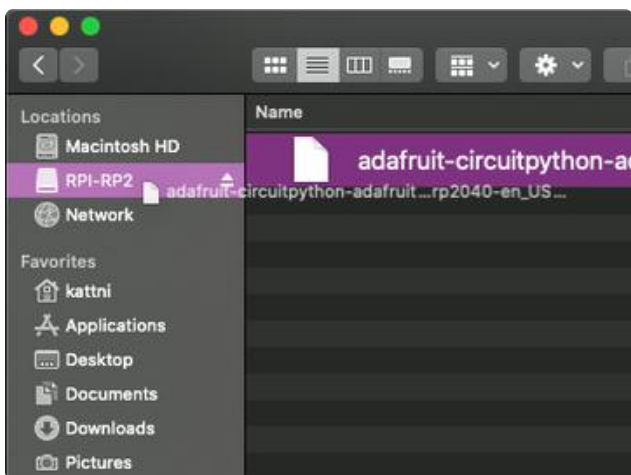 Locations
Macintosh HD
RPI-RP2
Network
Favorites
kattni
Applications
Desktop
Documents
Downloads
Pictures
Name
adafruit-circuitpython-a
adafruit-circuitpython-adafruit...rp2040-en_US...